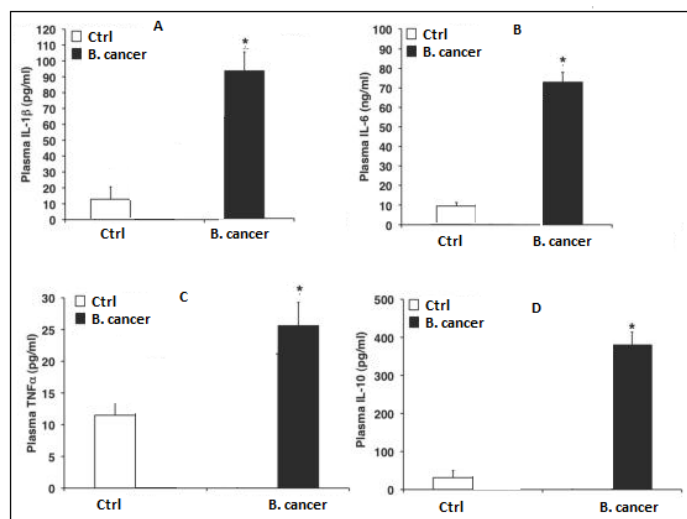 A
Ctrl
B. cancer
*
Plasma IL-1β (pg/ml)
120
110
100
90
80
70
60
50
40
30
20
10
0
Ctrl
B. cancer
B
Ctrl
B. cancer
*
Plasma IL-6 (ng/ml)
100
90
80
70
60
50
40
30
20
10
0
Ctrl
B. cancer
C
Ctrl
B. cancer
*
Plasma TNFα (pg/ml)
30
25
20
15
10
5
0
Ctrl
B. cancer
D
Ctrl
B. cancer
*
Plasma IL-10 (pg/ml)
500
400
300
200
100
0
Ctrl
B. cancer